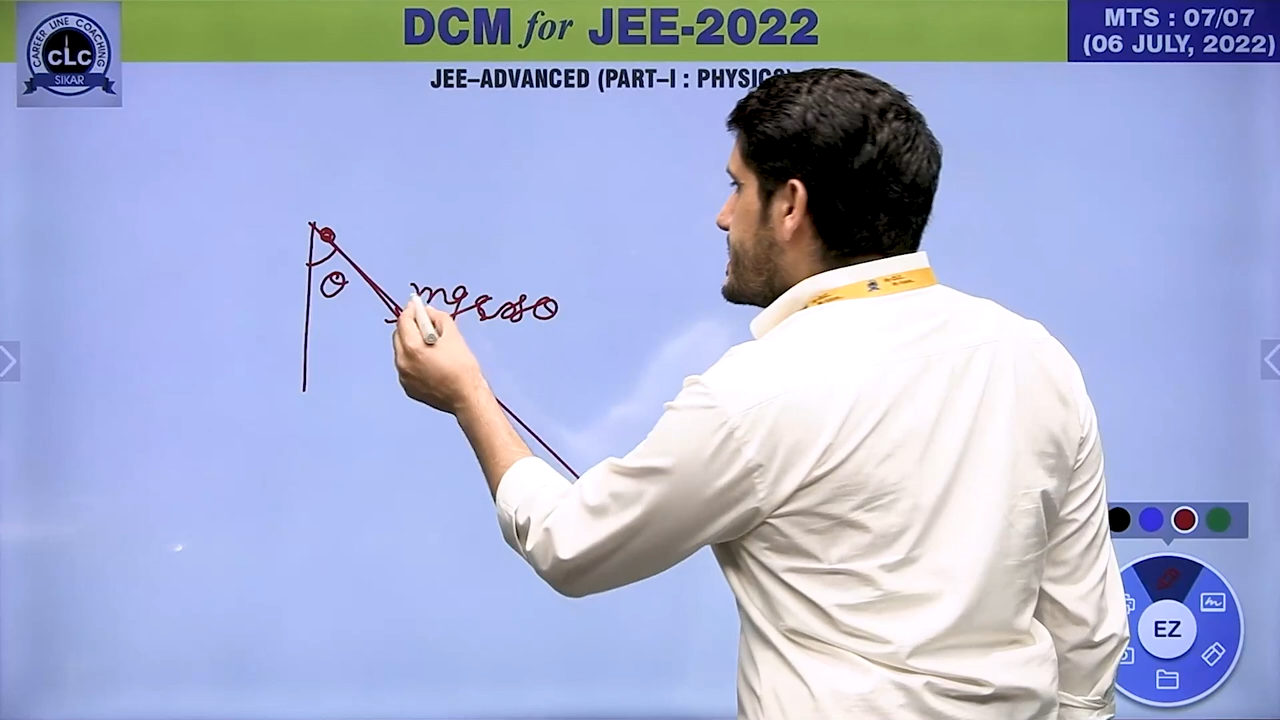 CAREER LINE COACHING
CLC
SIKAR
DCM for JEE-2022
MTS : 07/07
(06 JULY, 2022)
JEE–ADVANCED (PART–I : PHYSICS)
θ
mg cos θ
EZ